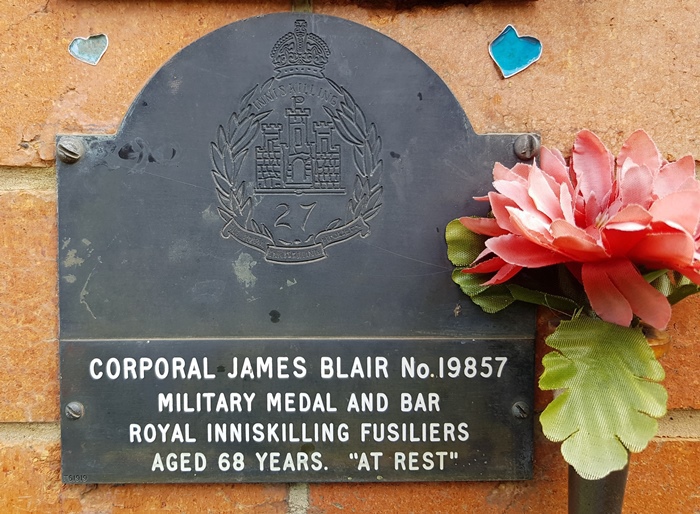 INNISKILLING
27
CORPORAL JAMES BLAIR No.19857
MILITARY MEDAL AND BAR
ROYAL INNISKILLING FUSILIERS
AGED 68 YEARS. "AT REST"